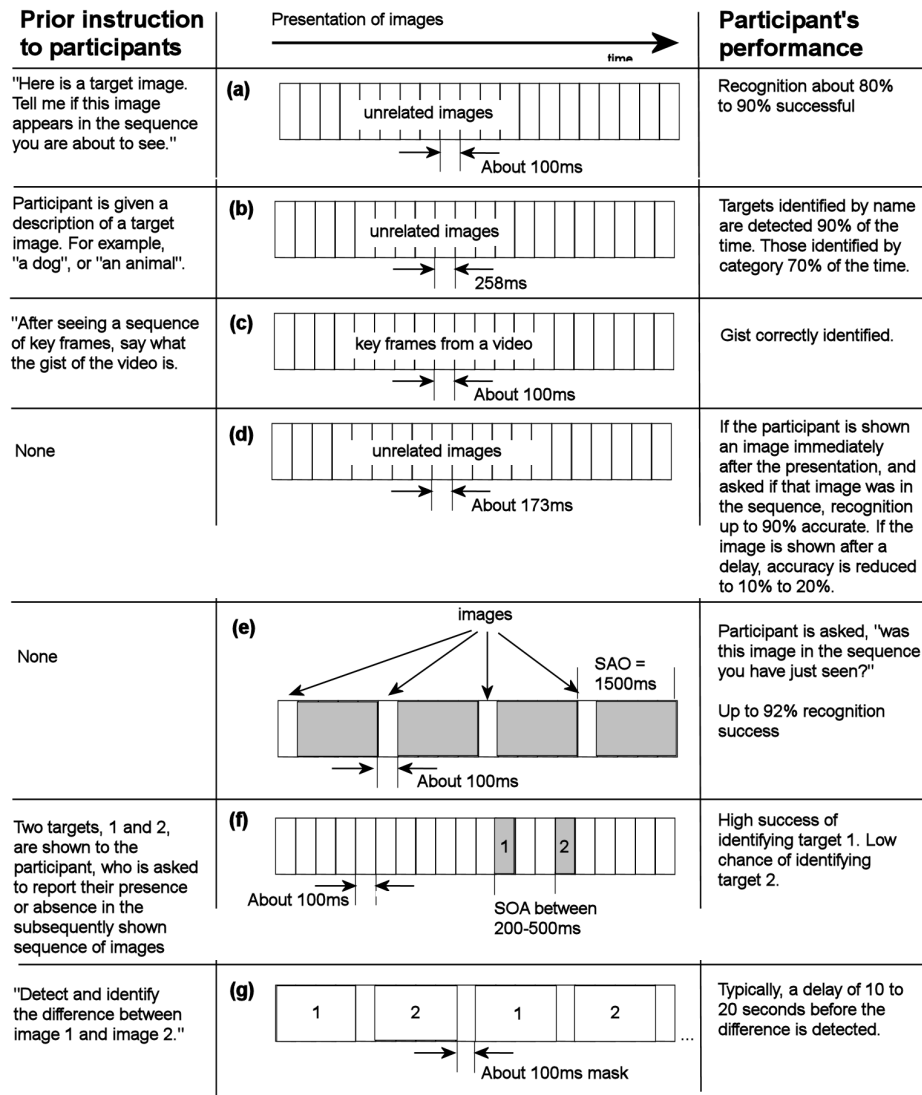 Prior instruction
to participants
Presentation of images
time
Participant's
performance
"Here is a target image.
Tell me if this image
appears in the sequence
you are about to see."
(a)
unrelated images
About 100ms
Recognition about 80%
to 90% successful
Participant is given a
description of a target
image. For example,
"a dog", or "an animal".
(b)
unrelated images
258ms
Targets identified by name
are detected 90% of the
time. Those identified by
category 70% of the time.
"After seeing a sequence
of key frames, say what
the gist of the video is.
(c)
key frames from a video
About 100ms
Gist correctly identified.
None
(d)
unrelated images
About 173ms
If the participant is shown
an image immediately
after the presentation, and
asked if that image was in
the sequence, recognition
up to 90% accurate. If the
image is shown after a
delay, accuracy is reduced
to 10% to 20%.
None
(e)
images
SAO =
1500ms
About 100ms
Participant is asked, "was
this image in the sequence
you have just seen?"
Up to 92% recognition
success
Two targets, 1 and 2,
are shown to the
participant, who is asked
to report their presence
or absence in the
subsequently shown
sequence of images
(f)
1 2
About 100ms
SOA between
200-500ms
High success of
identifying target 1. Low
chance of identifying
target 2.
"Detect and identify
the difference between
image 1 and image 2."
(g)
1 2 1 2 ...
About 100ms mask
Typically, a delay of 10 to
20 seconds before the
difference is detected.